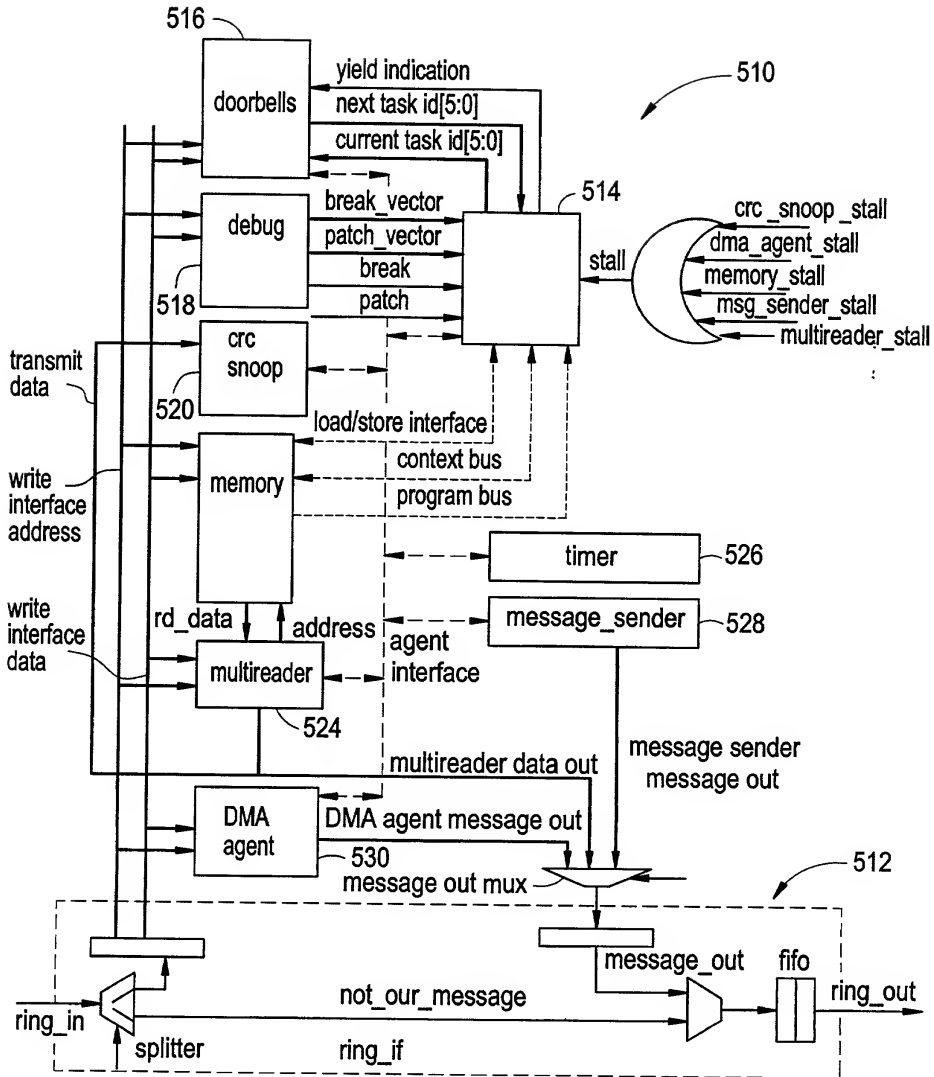 516
doorbells
yield indication
next task id[5:0]
current task id[5:0]
510
514
debug
518
break_vector
patch_vector
break
patch
stall
crc_snoop_stall
dma_agent_stall
memory_stall
msg_sender_stall
multireader_stall
crc
snoop
520
transmit
data
load/store interface
context bus
program bus
memory
write
interface
address
timer
526
rd_data
address
message_sender
528
write
interface
data
agent
interface
multireader
524
multireader data out
message sender
message out
DMA
agent
DMA agent message out
530
message out mux
512
message_out
fifo
ring_in
not_our_message
ring_out
splitter
ring_if